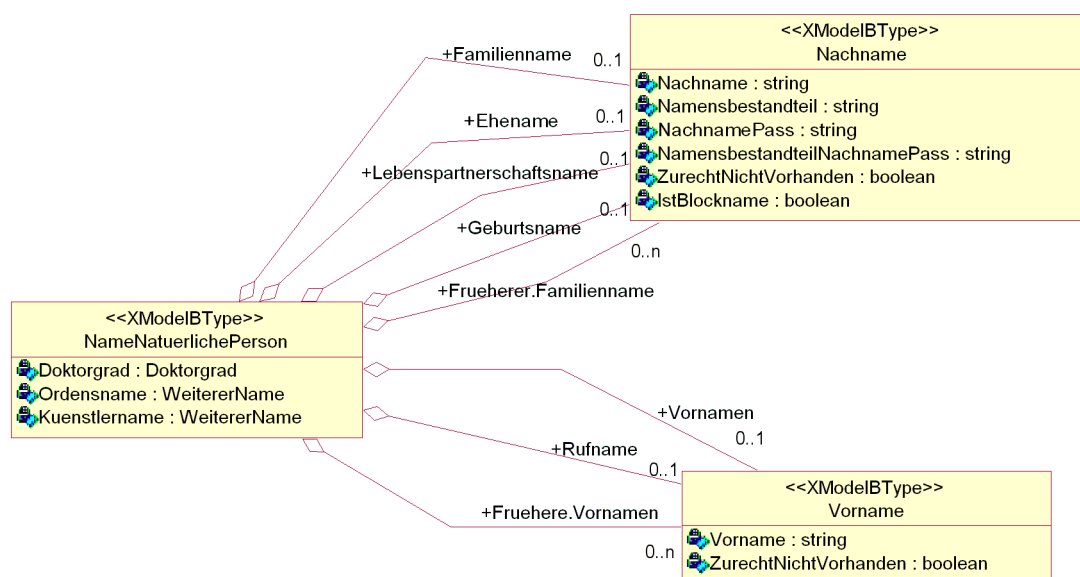 <<XModelBType>>
Nachname
Nachname : string
Namensbestandteil : string
NachnamePass : string
NamensbestandteilNachnamePass : string
ZurechtNichtVorhanden : boolean
IstBlockname : boolean
+Familienname
0..1
+Ehename
0..1
+Lebenspartnerschaftsname
0..1
+Geburtsname
0..1
+Frueherer.Familienname
0..n
<<XModelBType>>
NameNatuerlichePerson
Doktorgrad : Doktorgrad
Ordensname : WeitererName
Kuenstlername : WeitererName
+Vornamen
0..1
+Rufname
0..1
+Fruehere.Vornamen
0..n
<<XModelBType>>
Vorname
Vorname : string
ZurechtNichtVorhanden : boolean